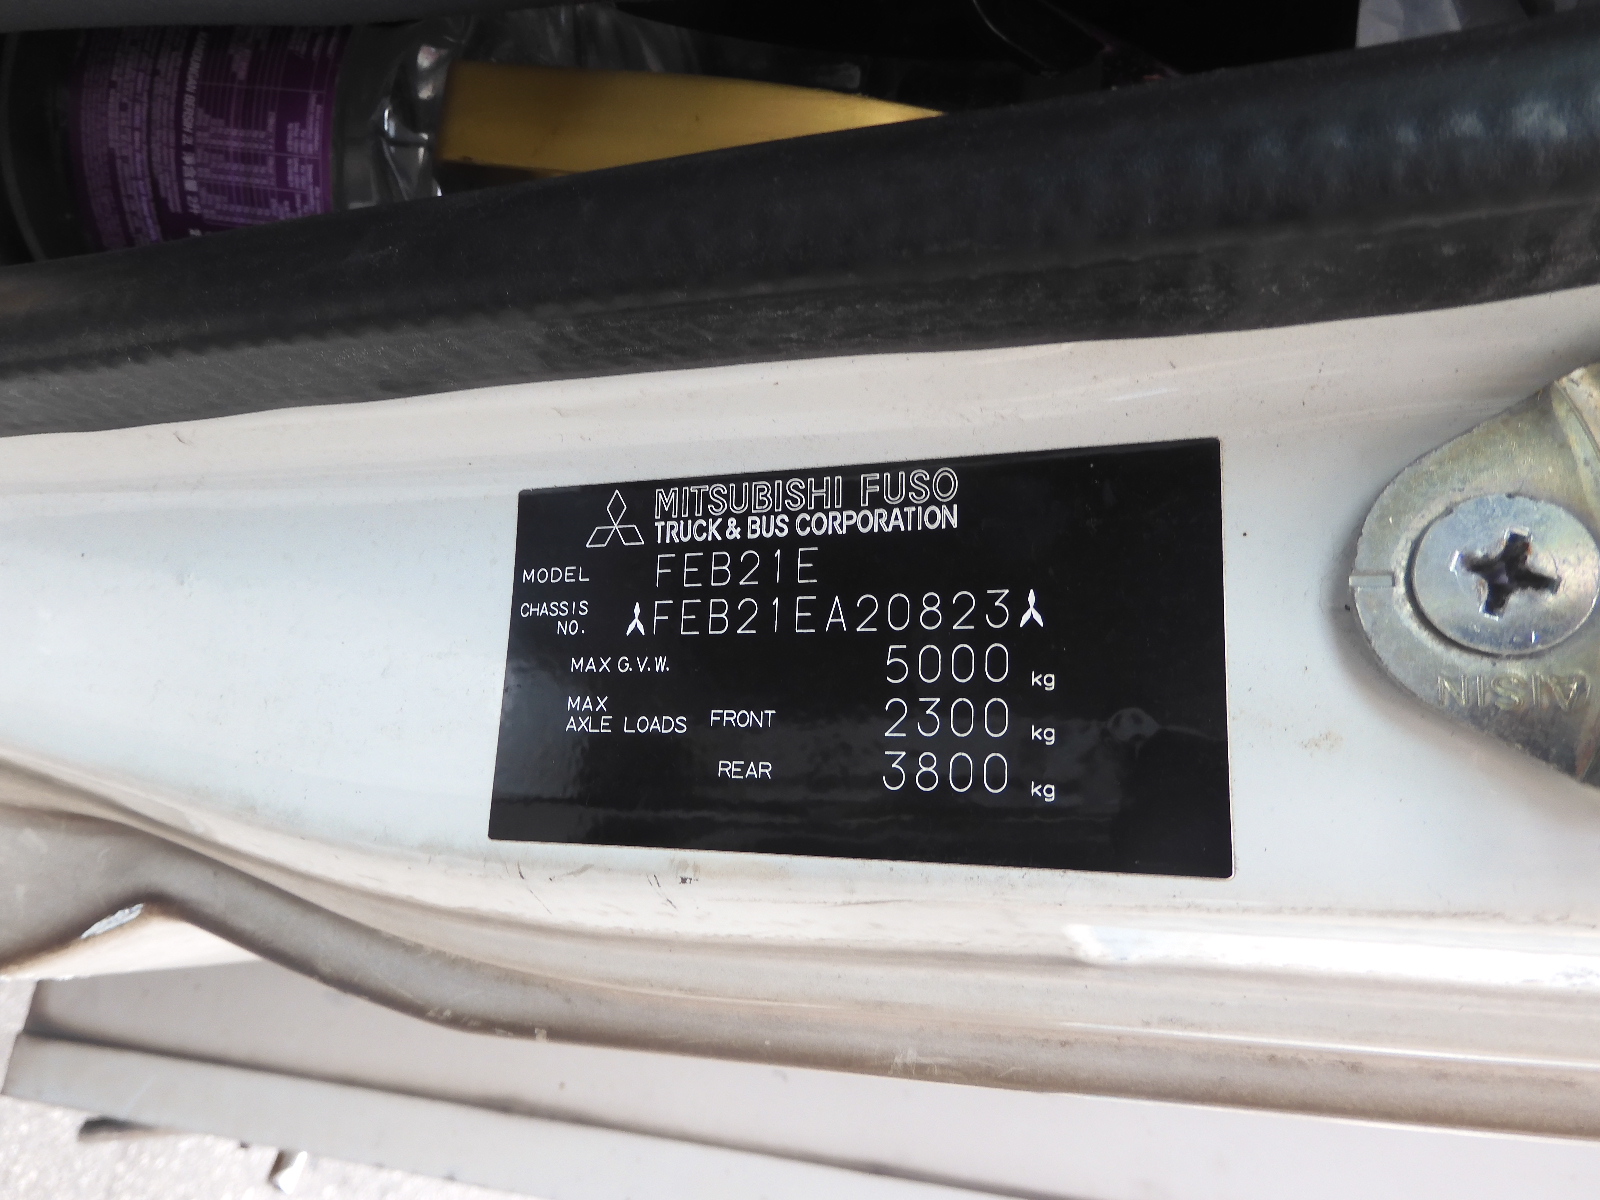 MITSUBISHI FUSO
TRUCK & BUS CORPORATION
MODEL FEB21E
CHASSIS NO. FEB21EA20823
MAX G.V.W. 5000 kg
MAX AXLE LOADS FRONT 2300 kg
REAR 3800 kg
AISIN